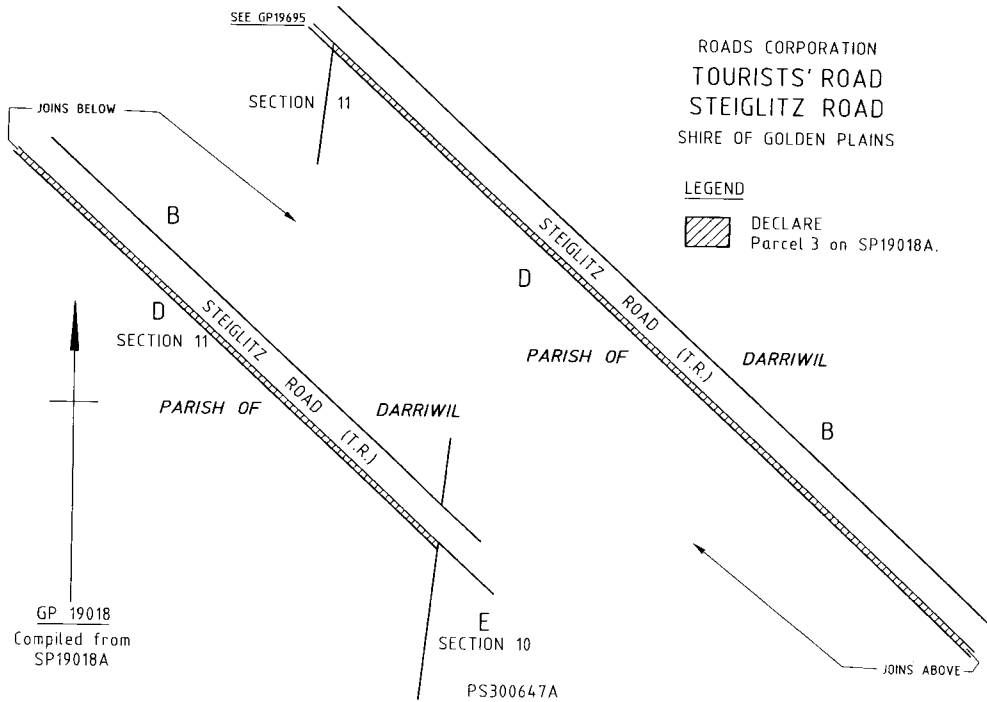 SEE GP19695
ROADS CORPORATION
TOURISTS' ROAD
STEIGLITZ ROAD
SHIRE OF GOLDEN PLAINS
LEGEND
DECLARE
Parcel 3 on SP19018A.
SECTION 11
JOINS BELOW
B
D
SECTION 11
STEIGLITZ ROAD (T.R.)
PARISH OF DARRIWIL
STEIGLITZ ROAD (T.R.)
D
PARISH OF DARRIWIL
B
GP 19018
Compiled from
SP19018A
E
SECTION 10
PS300647A
JOINS ABOVE